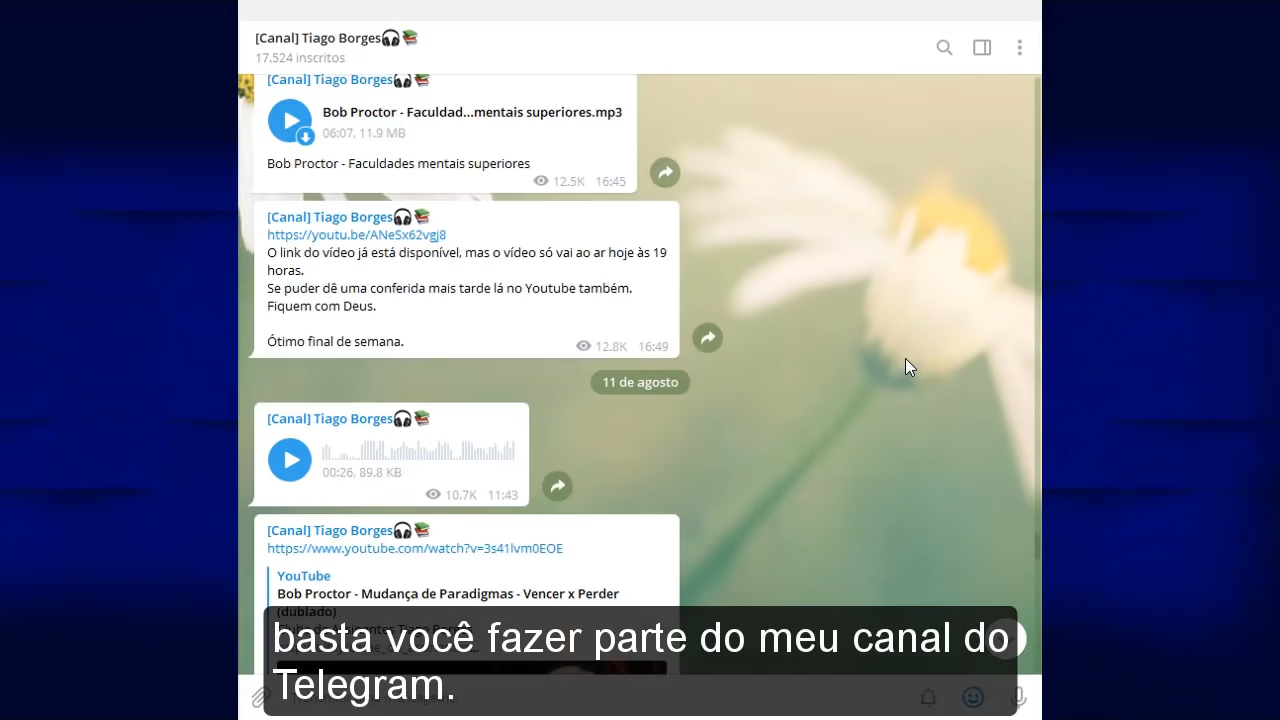 [Canal] Tiago Borges🎧📚
17.524 inscritos
[Canal] Tiago Borges🎧📚
Bob Proctor - Faculdad...mentais superiores.mp3
06:07, 11.9 MB
Bob Proctor - Faculdades mentais superiores
12.5K 16:45
[Canal] Tiago Borges🎧📚
https://youtu.be/ANeSx62vgj8
O link do vídeo já está disponível, mas o vídeo só vai ao ar hoje às 19
horas.
Se puder dê uma conferida mais tarde lá no Youtube também.
Fiquem com Deus.
Ótimo final de semana.
12.8K 16:49
11 de agosto
[Canal] Tiago Borges🎧📚
00:26, 89.8 KB
10.7K 11:43
[Canal] Tiago Borges🎧📚
https://www.youtube.com/watch?v=3s41lvm0EOE
YouTube
Bob Proctor - Mudança de Paradigmas - Vencer x Perder
(dublado)
basta você fazer parte do meu canal do
Telegram.